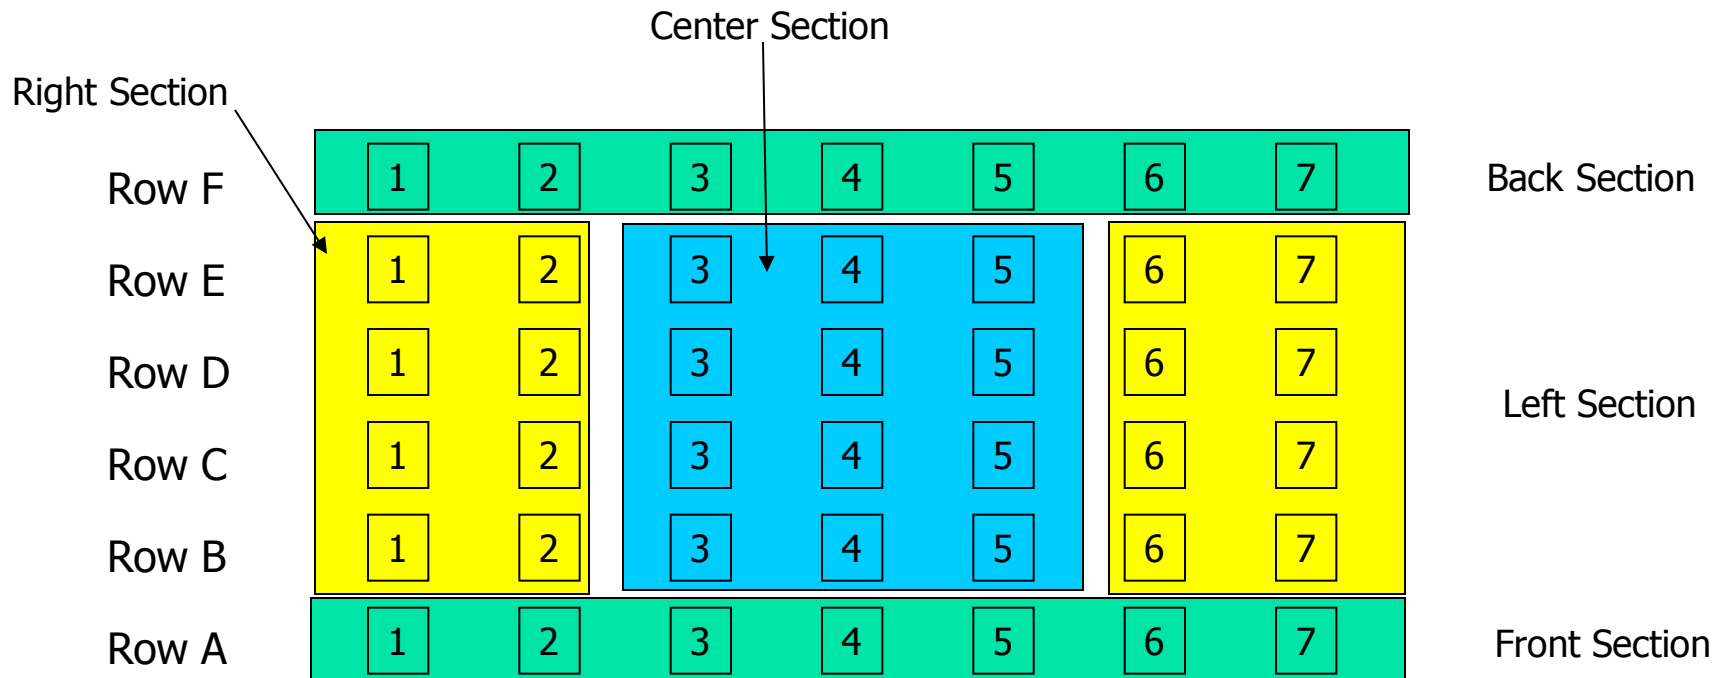 Center Section
Right Section
Row F 1 2 3 4 5 6 7 Back Section
Row E 1 2 3 4 5 6 7
Row D 1 2 3 4 5 6 7
Left Section
Row C 1 2 3 4 5 6 7
Row B 1 2 3 4 5 6 7
Row A 1 2 3 4 5 6 7 Front Section